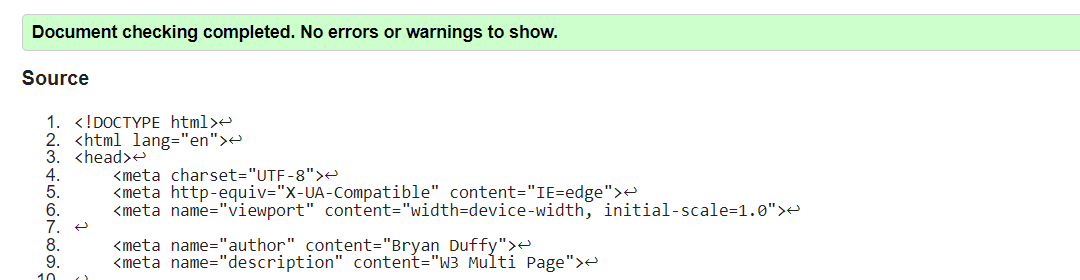 Document checking completed. No errors or warnings to show.
Source
1. <!DOCTYPE html>↩
2. <html lang="en">↩
3. <head>↩
4. <meta charset="UTF-8">↩
5. <meta http-equiv="X-UA-Compatible" content="IE=edge">↩
6. <meta name="viewport" content="width=device-width, initial-scale=1.0">↩
7. ↩
8. <meta name="author" content="Bryan Duffy">↩
9. <meta name="description" content="W3 Multi Page">↩
10. ↩